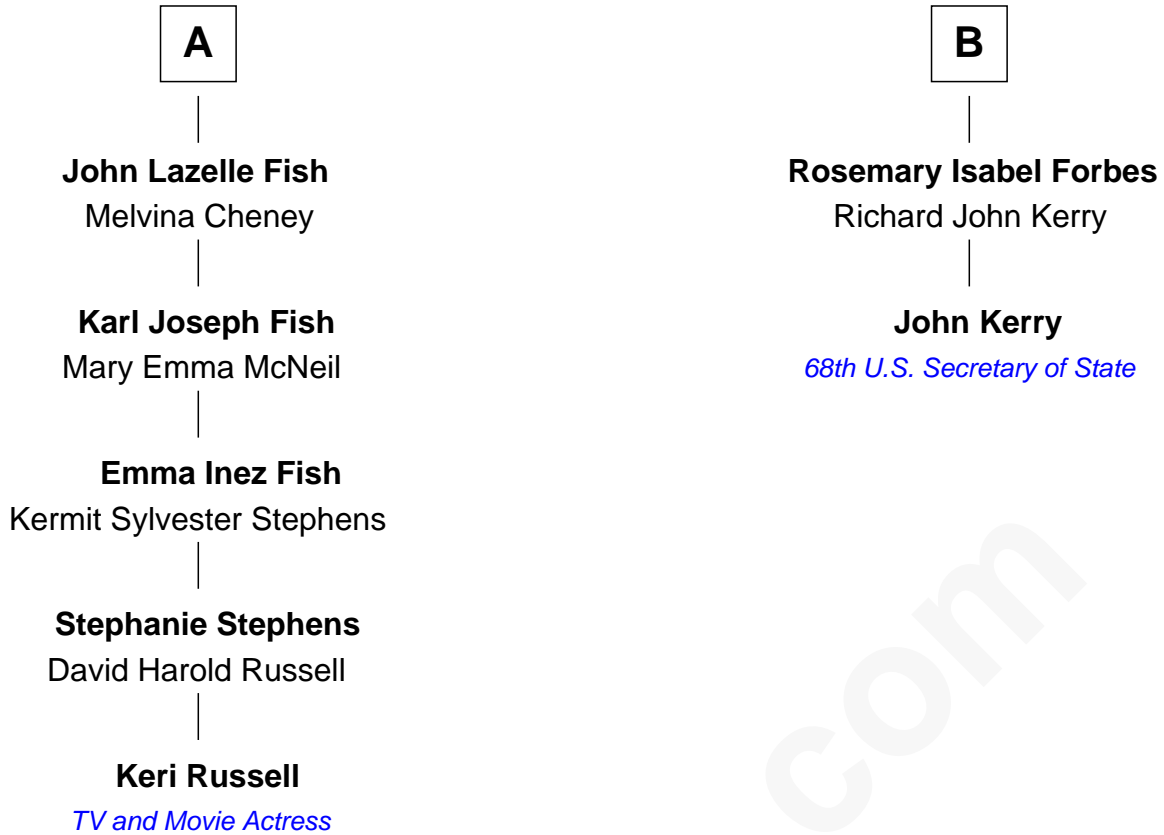 A
John Lazelle Fish
Melvina Cheney
Karl Joseph Fish
Mary Emma McNeil
Emma Inez Fish
Kermit Sylvester Stephens
Stephanie Stephens
David Harold Russell
Keri Russell
TV and Movie Actress
B
Rosemary Isabel Forbes
Richard John Kerry
John Kerry
68th U.S. Secretary of State
com